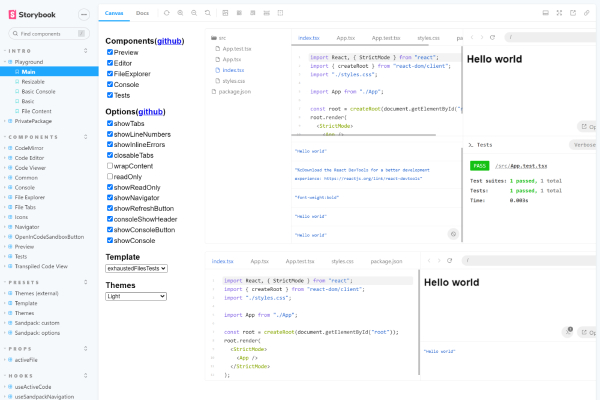 Storybook
Find components
/
INTRO
Playground
Main
Resizable
Basic Console
Basic
File Content
PrivatePackage
COMPONENTS
CodeMirror
Code Editor
Code Viewer
Common
Console
File Explorer
File Tabs
Icons
Navigator
OpenInCodeSandboxButton
Preview
Tests
Transpiled Code View
PRESETS
Themes (external)
Template
Themes
Sandpack: custom
Sandpack: options
PROPS
activeFile
HOOKS
useActiveCode
useSandpackNavigation
Canvas
Docs
Components(github)
Preview
Editor
FileExplorer
Console
Tests
Options(github)
showTabs
showLineNumbers
showInlineErrors
closableTabs
wrapContent
readOnly
showReadOnly
showNavigator
showRefreshButton
consoleShowHeader
showConsoleButton
showConsole
Template
exhaustedFilesTests
Themes
Light
src
App.test.tsx
App.tsx
index.tsx
styles.css
package.json
index.tsx App.tsx App.test.tsx styles.css pa
import React, { StrictMode } from "react";
import { createRoot } from "react-dom/client";
import "./styles.css";
import App from "./App";
const root = createRoot(document.getElementById("r
root.render(
<StrictMode>
<App />
/
Hello world
Op
"Hello world"
"%cDownload the React DevTools for a better development
experience: https://reactjs.org/link/react-devtools"
"font-weight:bold"
"Hello world"
"Hello world"
Tests
Verbose
PASS /src/App.test.tsx
Test suites: 1 passed, 1 total
Tests: 1 passed, 1 total
Time: 0.003s
index.tsx App.tsx App.test.tsx styles.css package.json
import React, { StrictMode } from "react";
import { createRoot } from "react-dom/client";
import "./styles.css";
import App from "./App";
const root = createRoot(document.getElementById("root"));
root.render(
<StrictMode>
<App />
</StrictMode>
);
/
Hello world
Op
"Hello world"